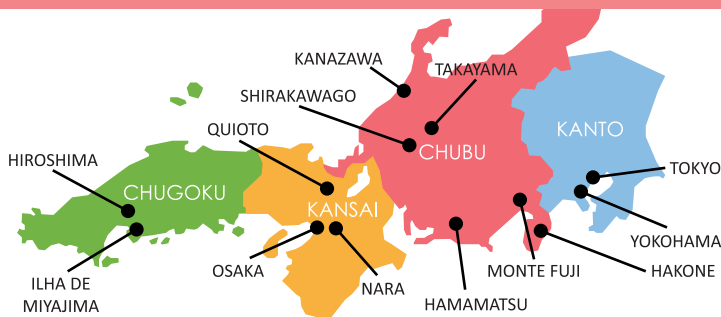 KANAZAWA
TAKAYAMA
SHIRAKAWAGO
QUIOTO
KANTO
CHUBU
HIROSHIMA
TOKYO
CHUGOKU
KANSAI
YOKOHAMA
OSAKA
NARA
MONTE FUJI
HAKONE
ILHA DE
MIYAJIMA
HAMAMATSU